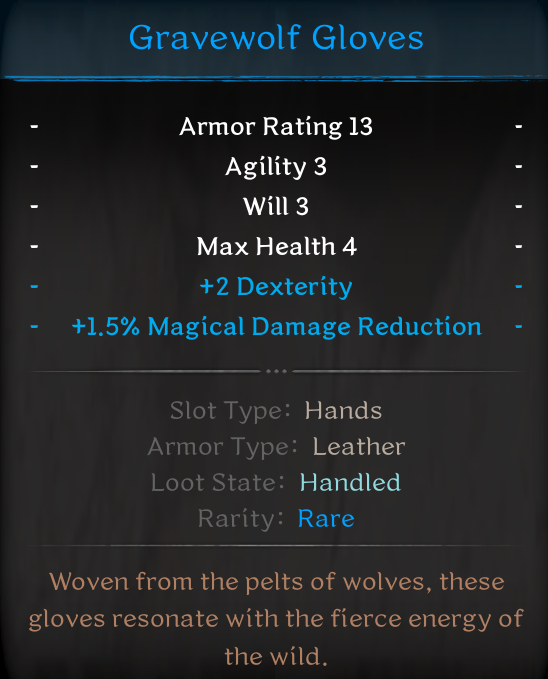 Gravewolf Gloves
- Armor Rating 13 -
- Agility 3 -
- Will 3 -
- Max Health 4 -
- +2 Dexterity -
- +1.5% Magical Damage Reduction -
Slot Type: Hands
Armor Type: Leather
Loot State: Handled
Rarity: Rare
Woven from the pelts of wolves, these
gloves resonate with the fierce energy of
the wild.